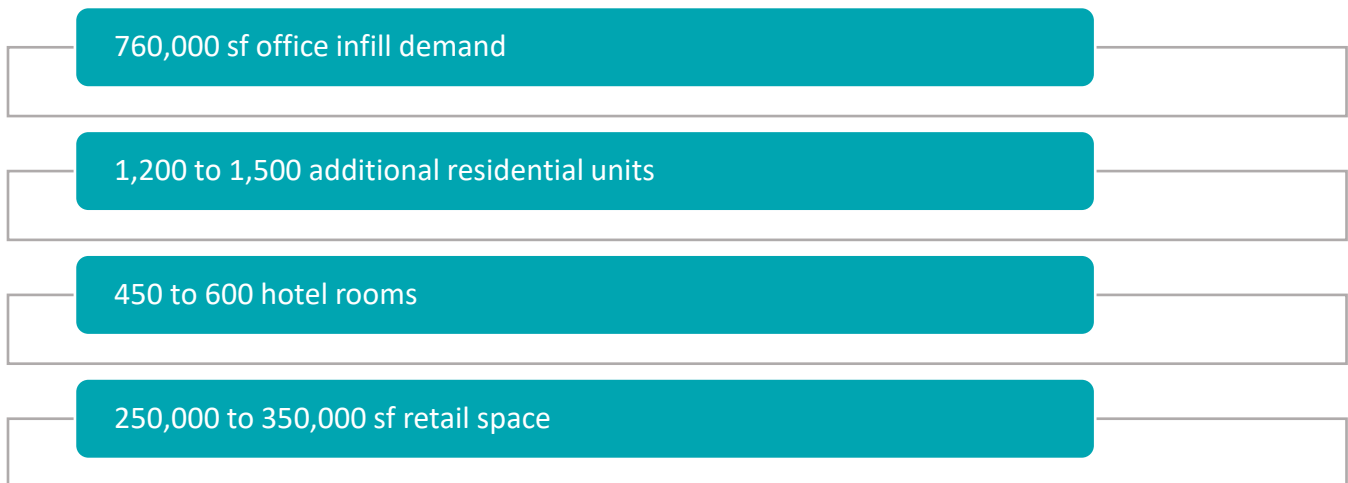 760,000 sf office infill demand
1,200 to 1,500 additional residential units
450 to 600 hotel rooms
250,000 to 350,000 sf retail space